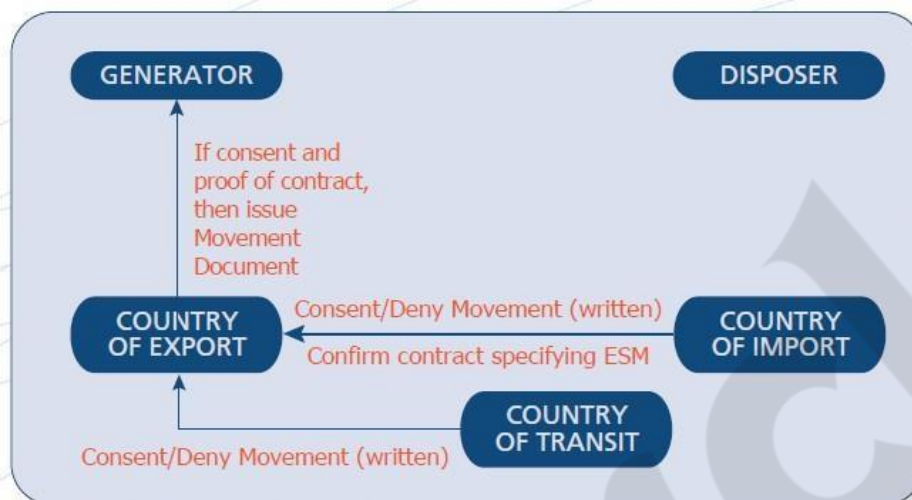 GENERATOR
DISPOSER
If consent and
proof of contract,
then issue
Movement
Document
COUNTRY
OF EXPORT
Consent/Deny Movement (written)
Confirm contract specifying ESM
COUNTRY
OF IMPORT
COUNTRY
OF TRANSIT
Consent/Deny Movement (written)